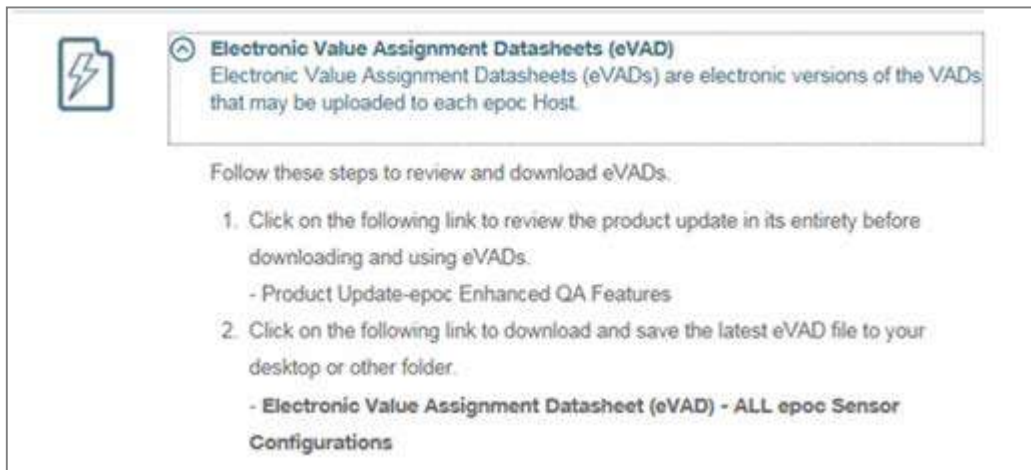 Electronic Value Assignment Datasheets (eVAD)
Electronic Value Assignment Datasheets (eVADs) are electronic versions of the VADs
that may be uploaded to each epoc Host.
Follow these steps to review and download eVADs.
1. Click on the following link to review the product update in its entirety before
downloading and using eVADs.
- Product Update-epoc Enhanced QA Features
2. Click on the following link to download and save the latest eVAD file to your
desktop or other folder.
- Electronic Value Assignment Datasheet (eVAD) - ALL epoc Sensor
Configurations